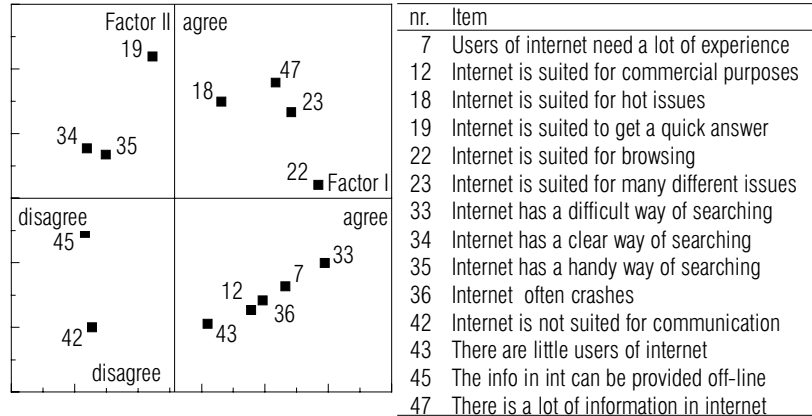 Factor II agree
19
47
18 23
34 35
22 Factor I
disagree agree
45
33
7
12
36
42 43
disagree
nr. Item
7 Users of internet need a lot of experience
12 Internet is suited for commercial purposes
18 Internet is suited for hot issues
19 Internet is suited to get a quick answer
22 Internet is suited for browsing
23 Internet is suited for many different issues
33 Internet has a difficult way of searching
34 Internet has a clear way of searching
35 Internet has a handy way of searching
36 Internet often crashes
42 Internet is not suited for communication
43 There are little users of internet
45 The info in int can be provided off-line
47 There is a lot of information in internet